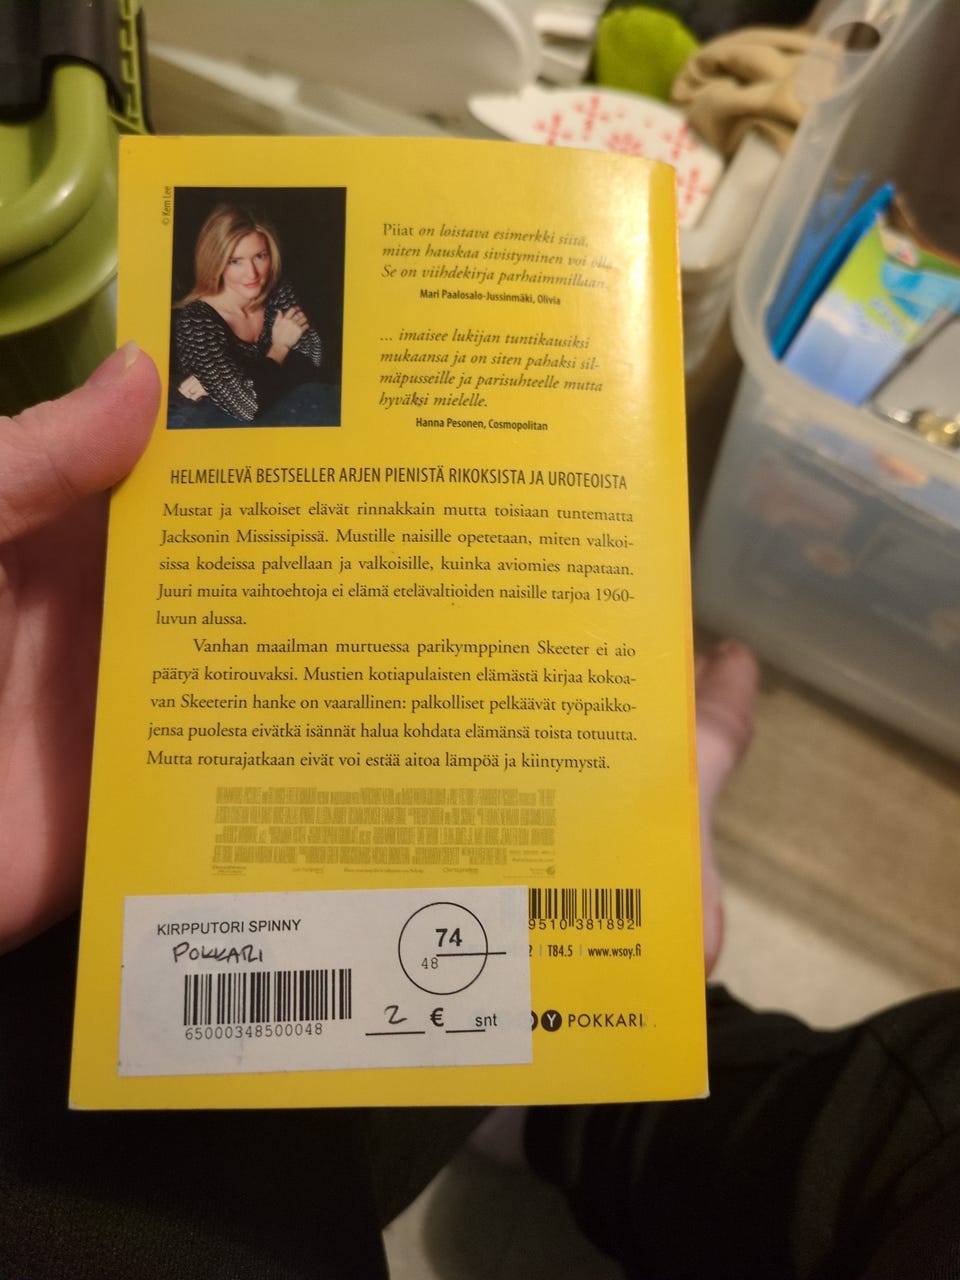 © Kem Lee
Piiat on loistava esimerkki siitä,
miten hauskaa sivistyminen voi olla.
Se on viihdekirja parhaimmillaan.
Mari Paalosalo-Jussinmäki, Olivia
... imaisee lukijan tuntikausiksi
mukaansa ja on siten pahaksi sil-
mäpusseille ja parisuhteelle mutta
hyväksi mielelle.
Hanna Pesonen, Cosmopolitan
HELMEILEVÄ BESTSELLER ARJEN PIENISTÄ RIKOKSISTA JA UROTEOISTA
Mustat ja valkoiset elävät rinnakkain mutta toisiaan tuntematta
Jacksonin Mississipissä. Mustille naisille opetetaan, miten valkoi-
sissa kodeissa palvellaan ja valkoisille, kuinka aviomies napataan.
Juuri muita vaihtoehtoja ei elämä etelävaltioiden naisille tarjoa 1960-
luvun alussa.
Vanhan maailman murtuessa parikymppinen Skeeter ei aio
päätyä kotirouvaksi. Mustien kotiapulaisten elämästä kirjaa kokoa-
van Skeeterin hanke on vaarallinen: palkolliset pelkäävät työpaikko-
jensa puolesta eivätkä isännät halua kohdata elämänsä toista totuutta.
Mutta roturajatkaan eivät voi estää aitoa lämpöä ja kiintymystä.
9510 381892
2 | T84.5 | www.wsoy.fi
Y POKKARI
KIRPPUTORI SPINNY
POKKARI
74
48
65000348500048
2 € snt